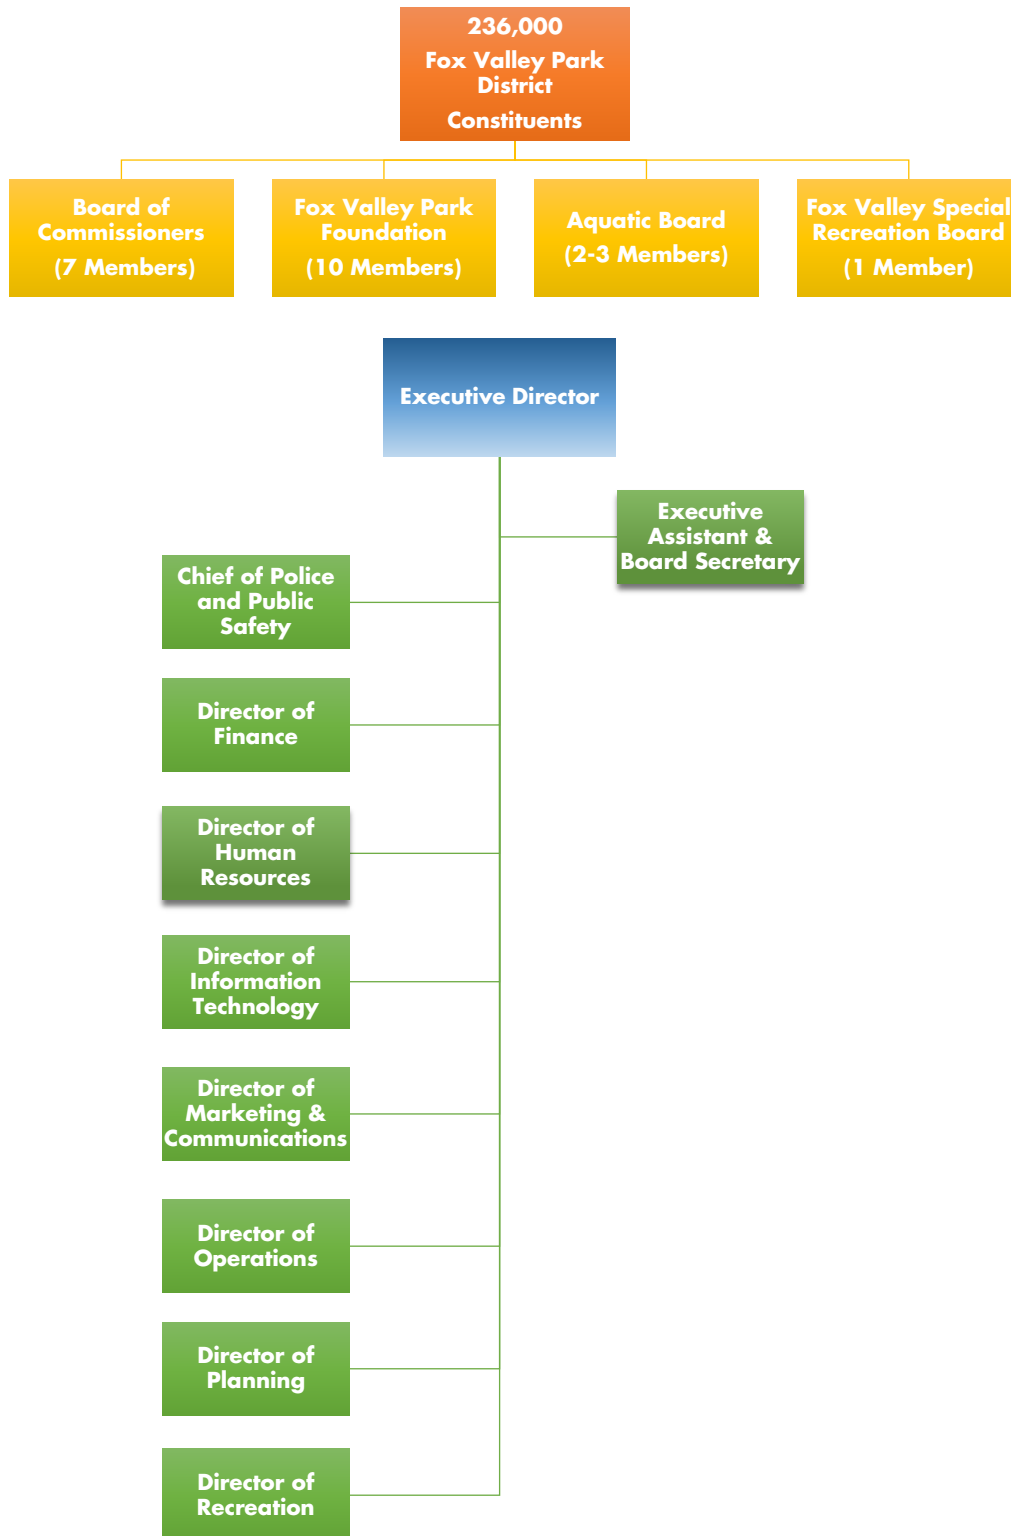 236,000
Fox Valley Park
District
Constituents
Board of
Commissioners
(7 Members)
Fox Valley Park
Foundation
(10 Members)
Aquatic Board
(2-3 Members)
Fox Valley Special
Recreation Board
(1 Member)
Executive Director
Executive
Assistant &
Board Secretary
Chief of Police
and Public
Safety
Director of
Finance
Director of
Human
Resources
Director of
Information
Technology
Director of
Marketing &
Communications
Director of
Operations
Director of
Planning
Director of
Recreation